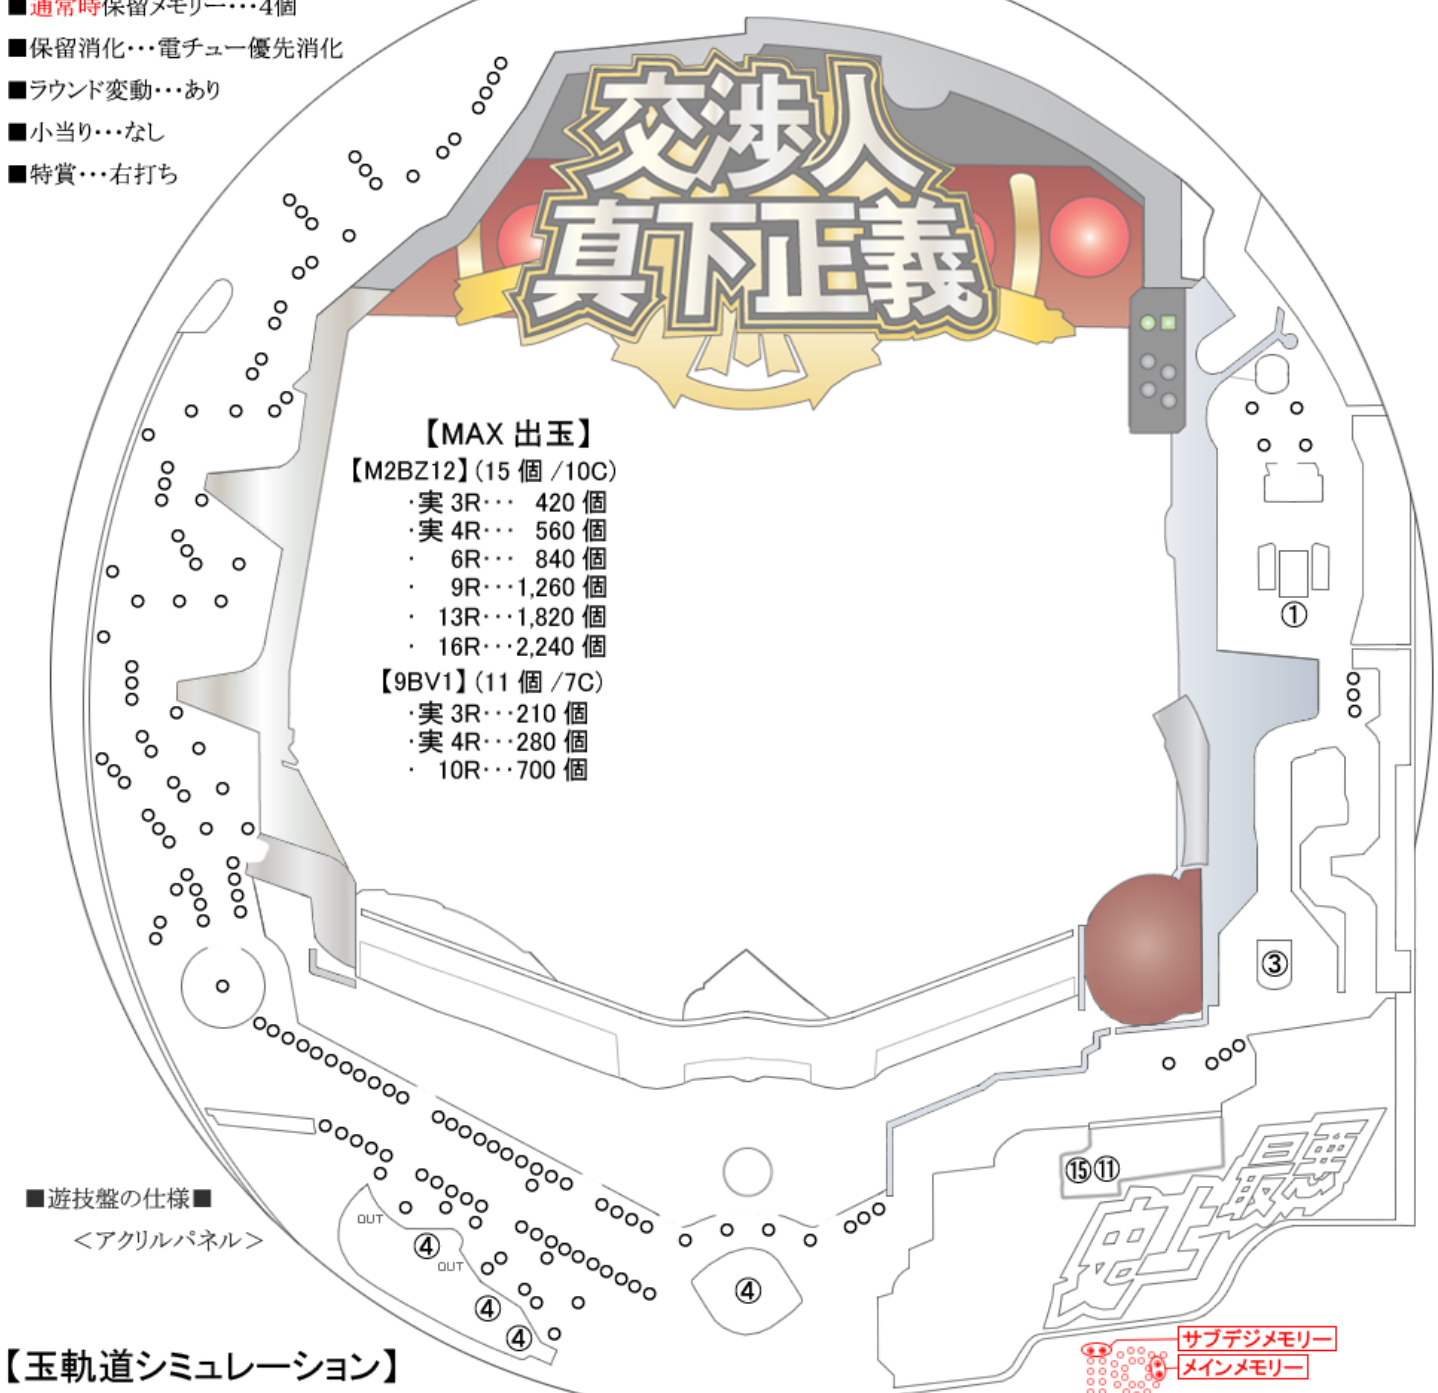 ■通常時保留メモリー･･･4個
■保留消化･･･電チュー優先消化
■ラウンド変動･･･あり
■小当り･･･なし
■特賞･･･右打ち
交渉人
真下正義
【MAX 出玉】
【M2BZ12】(15 個 /10C)
･実 3R･･･ 420 個
･実 4R･･･ 560 個
･ 6R･･･ 840 個
･ 9R･･･1,260 個
･ 13R･･･1,820 個
･ 16R･･･2,240 個
【9BV1】(11 個 /7C)
･実 3R･･･210 個
･実 4R･･･280 個
･ 10R･･･700 個
①
③
⑮⑪
最悪
史上
■遊技盤の仕様■
＜アクリルパネル＞
OUT
④
OUT
④
④
④
サブデジメモリー
メインメモリー
【玉軌道シミュレーション】